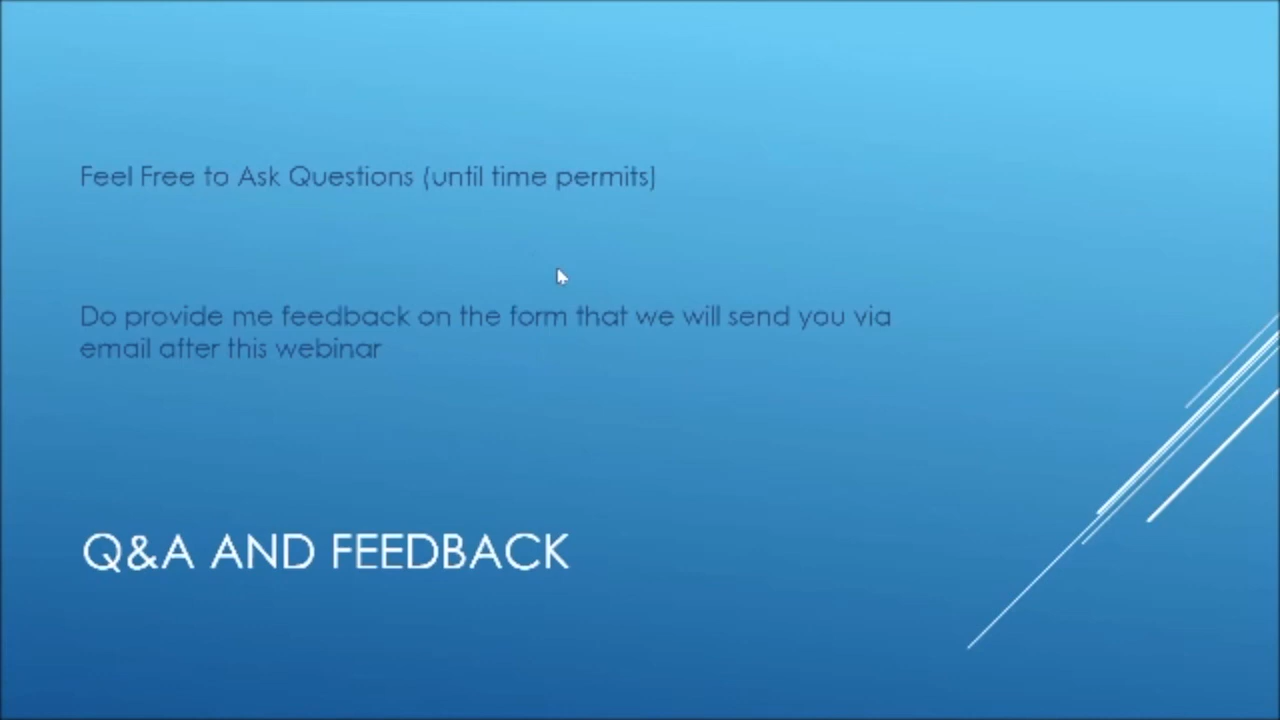 Feel Free to Ask Questions (until time permits)
Do provide me feedback on the form that we will send you via
email after this webinar
Q&A AND FEEDBACK